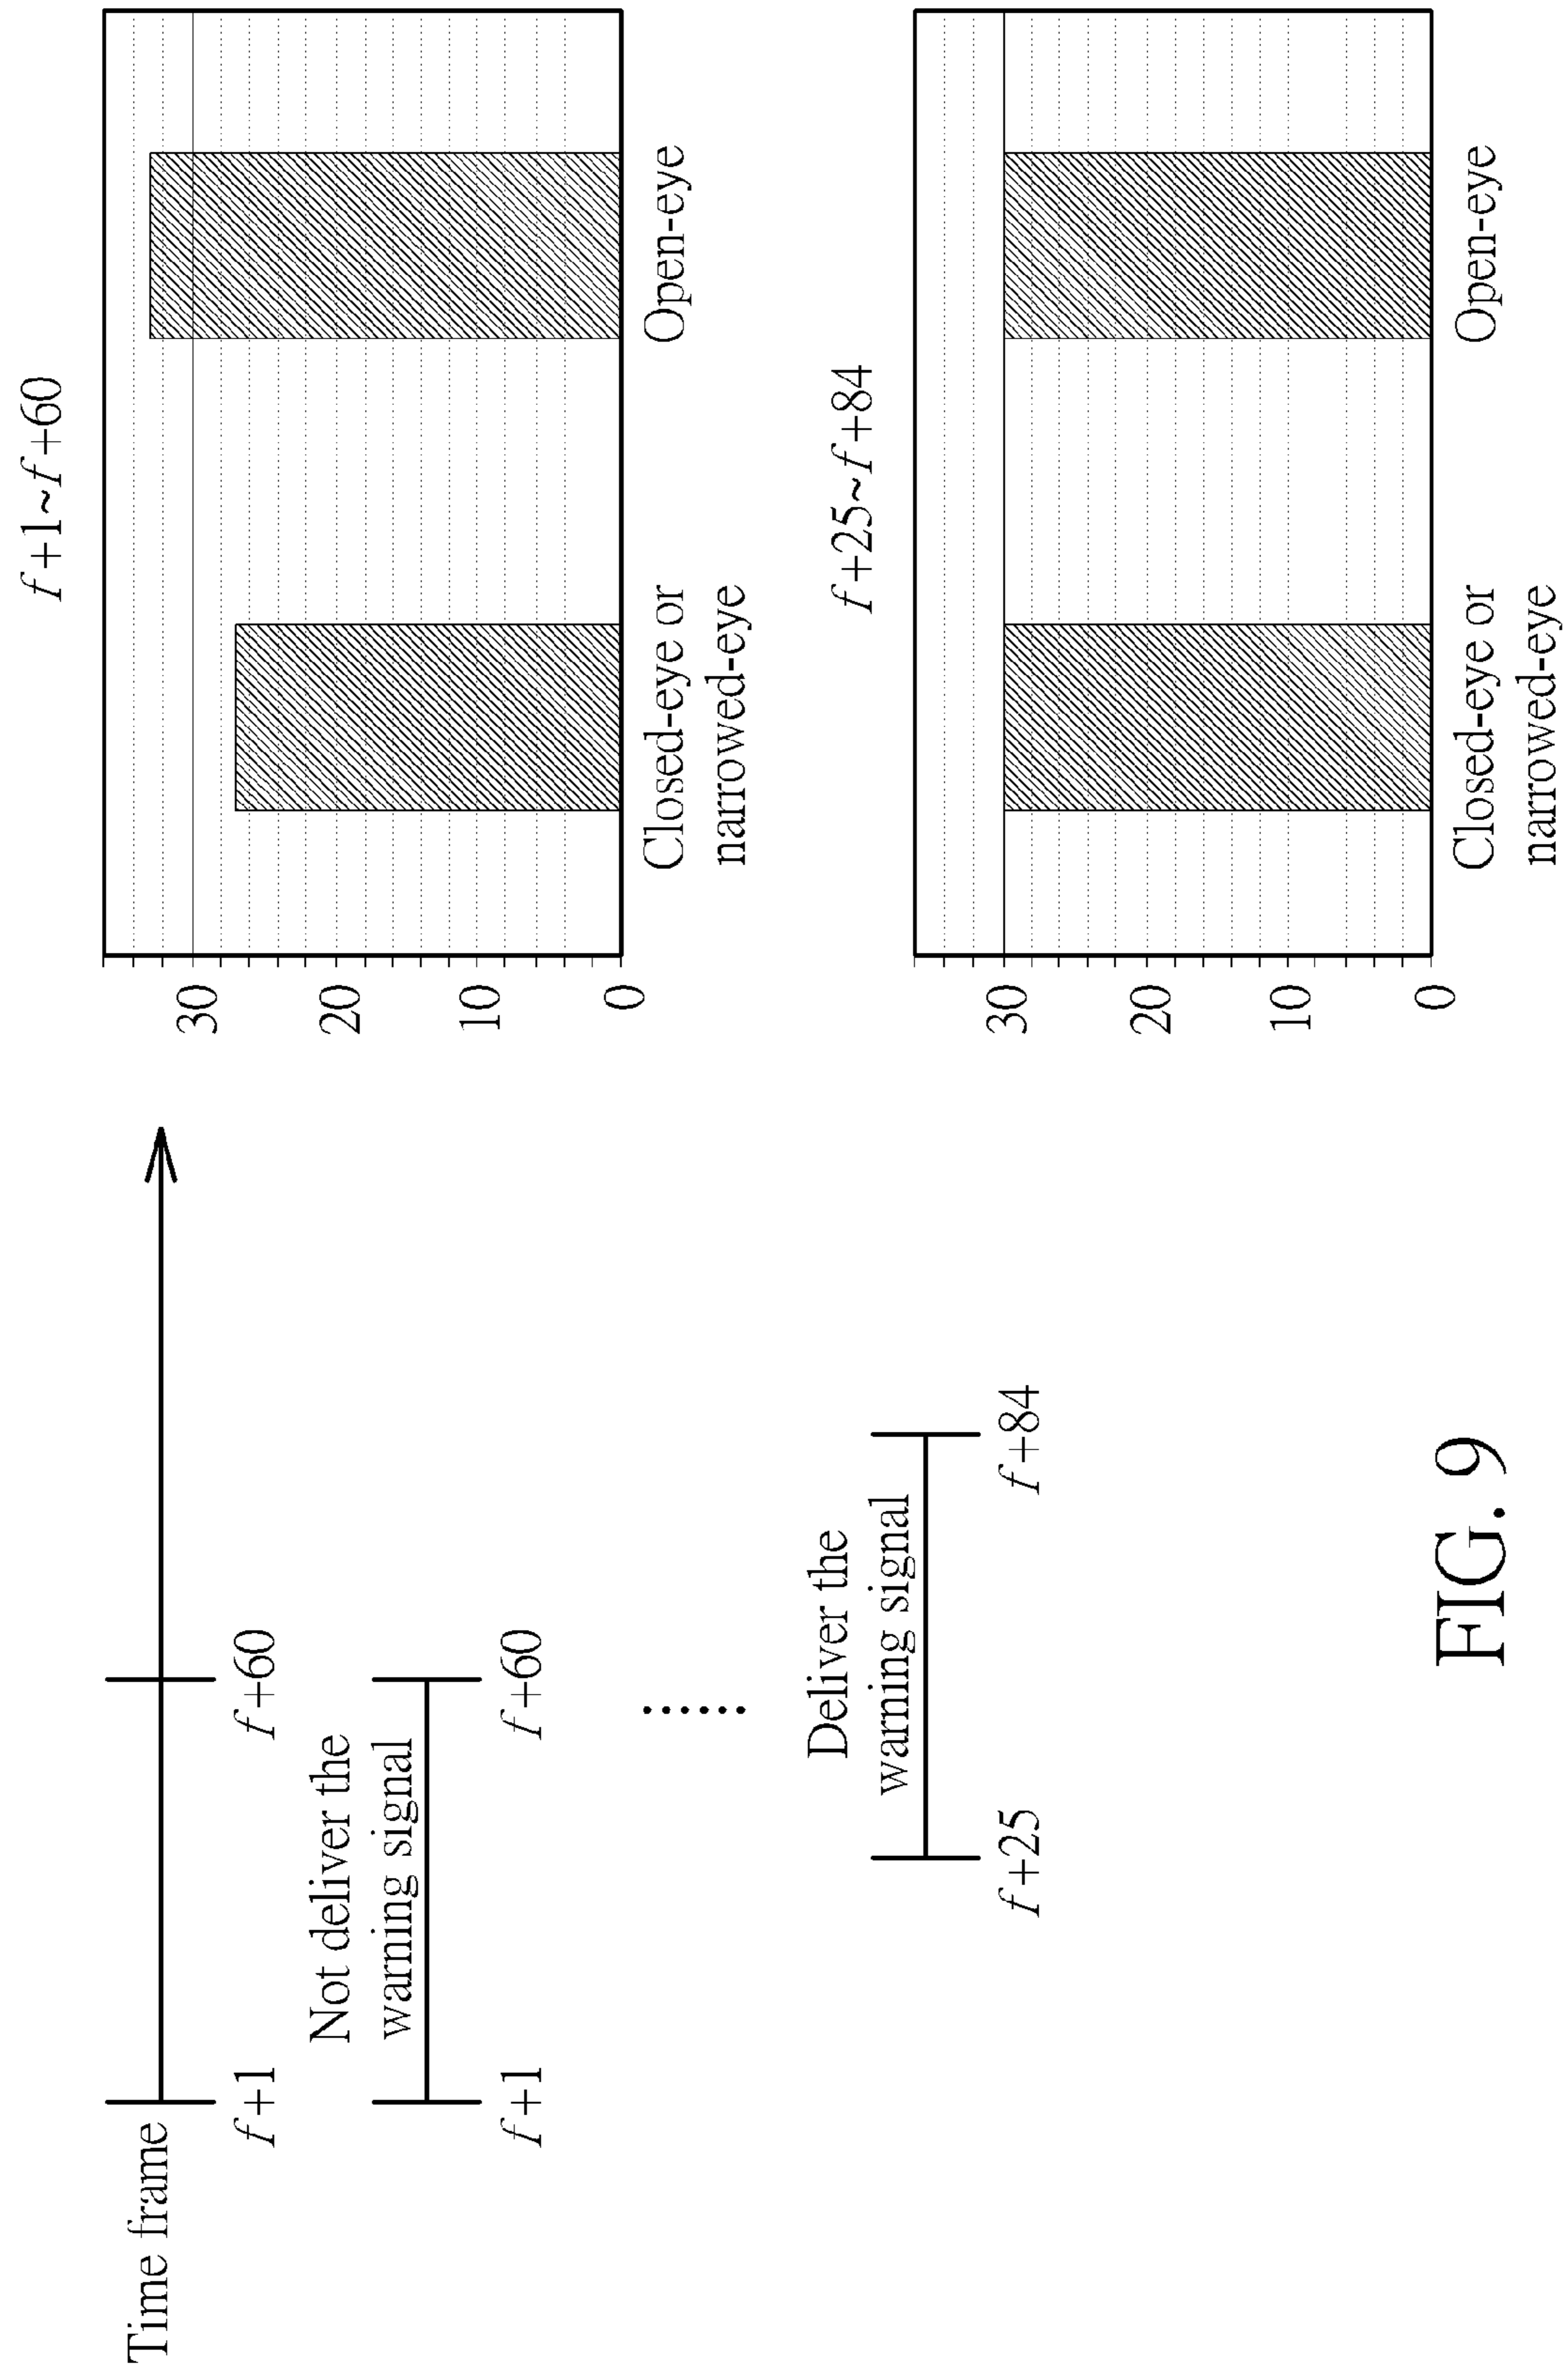 Time frame
f+1
f+60
Not deliver the
warning signal
f+1
f+60
......
Deliver the
warning signal
f+25
f+84
f+1~f+60
30
20
10
0
Closed-eye or
narrowed-eye
Open-eye
f+25~f+84
30
20
10
0
Closed-eye or
narrowed-eye
Open-eye
FIG. 9